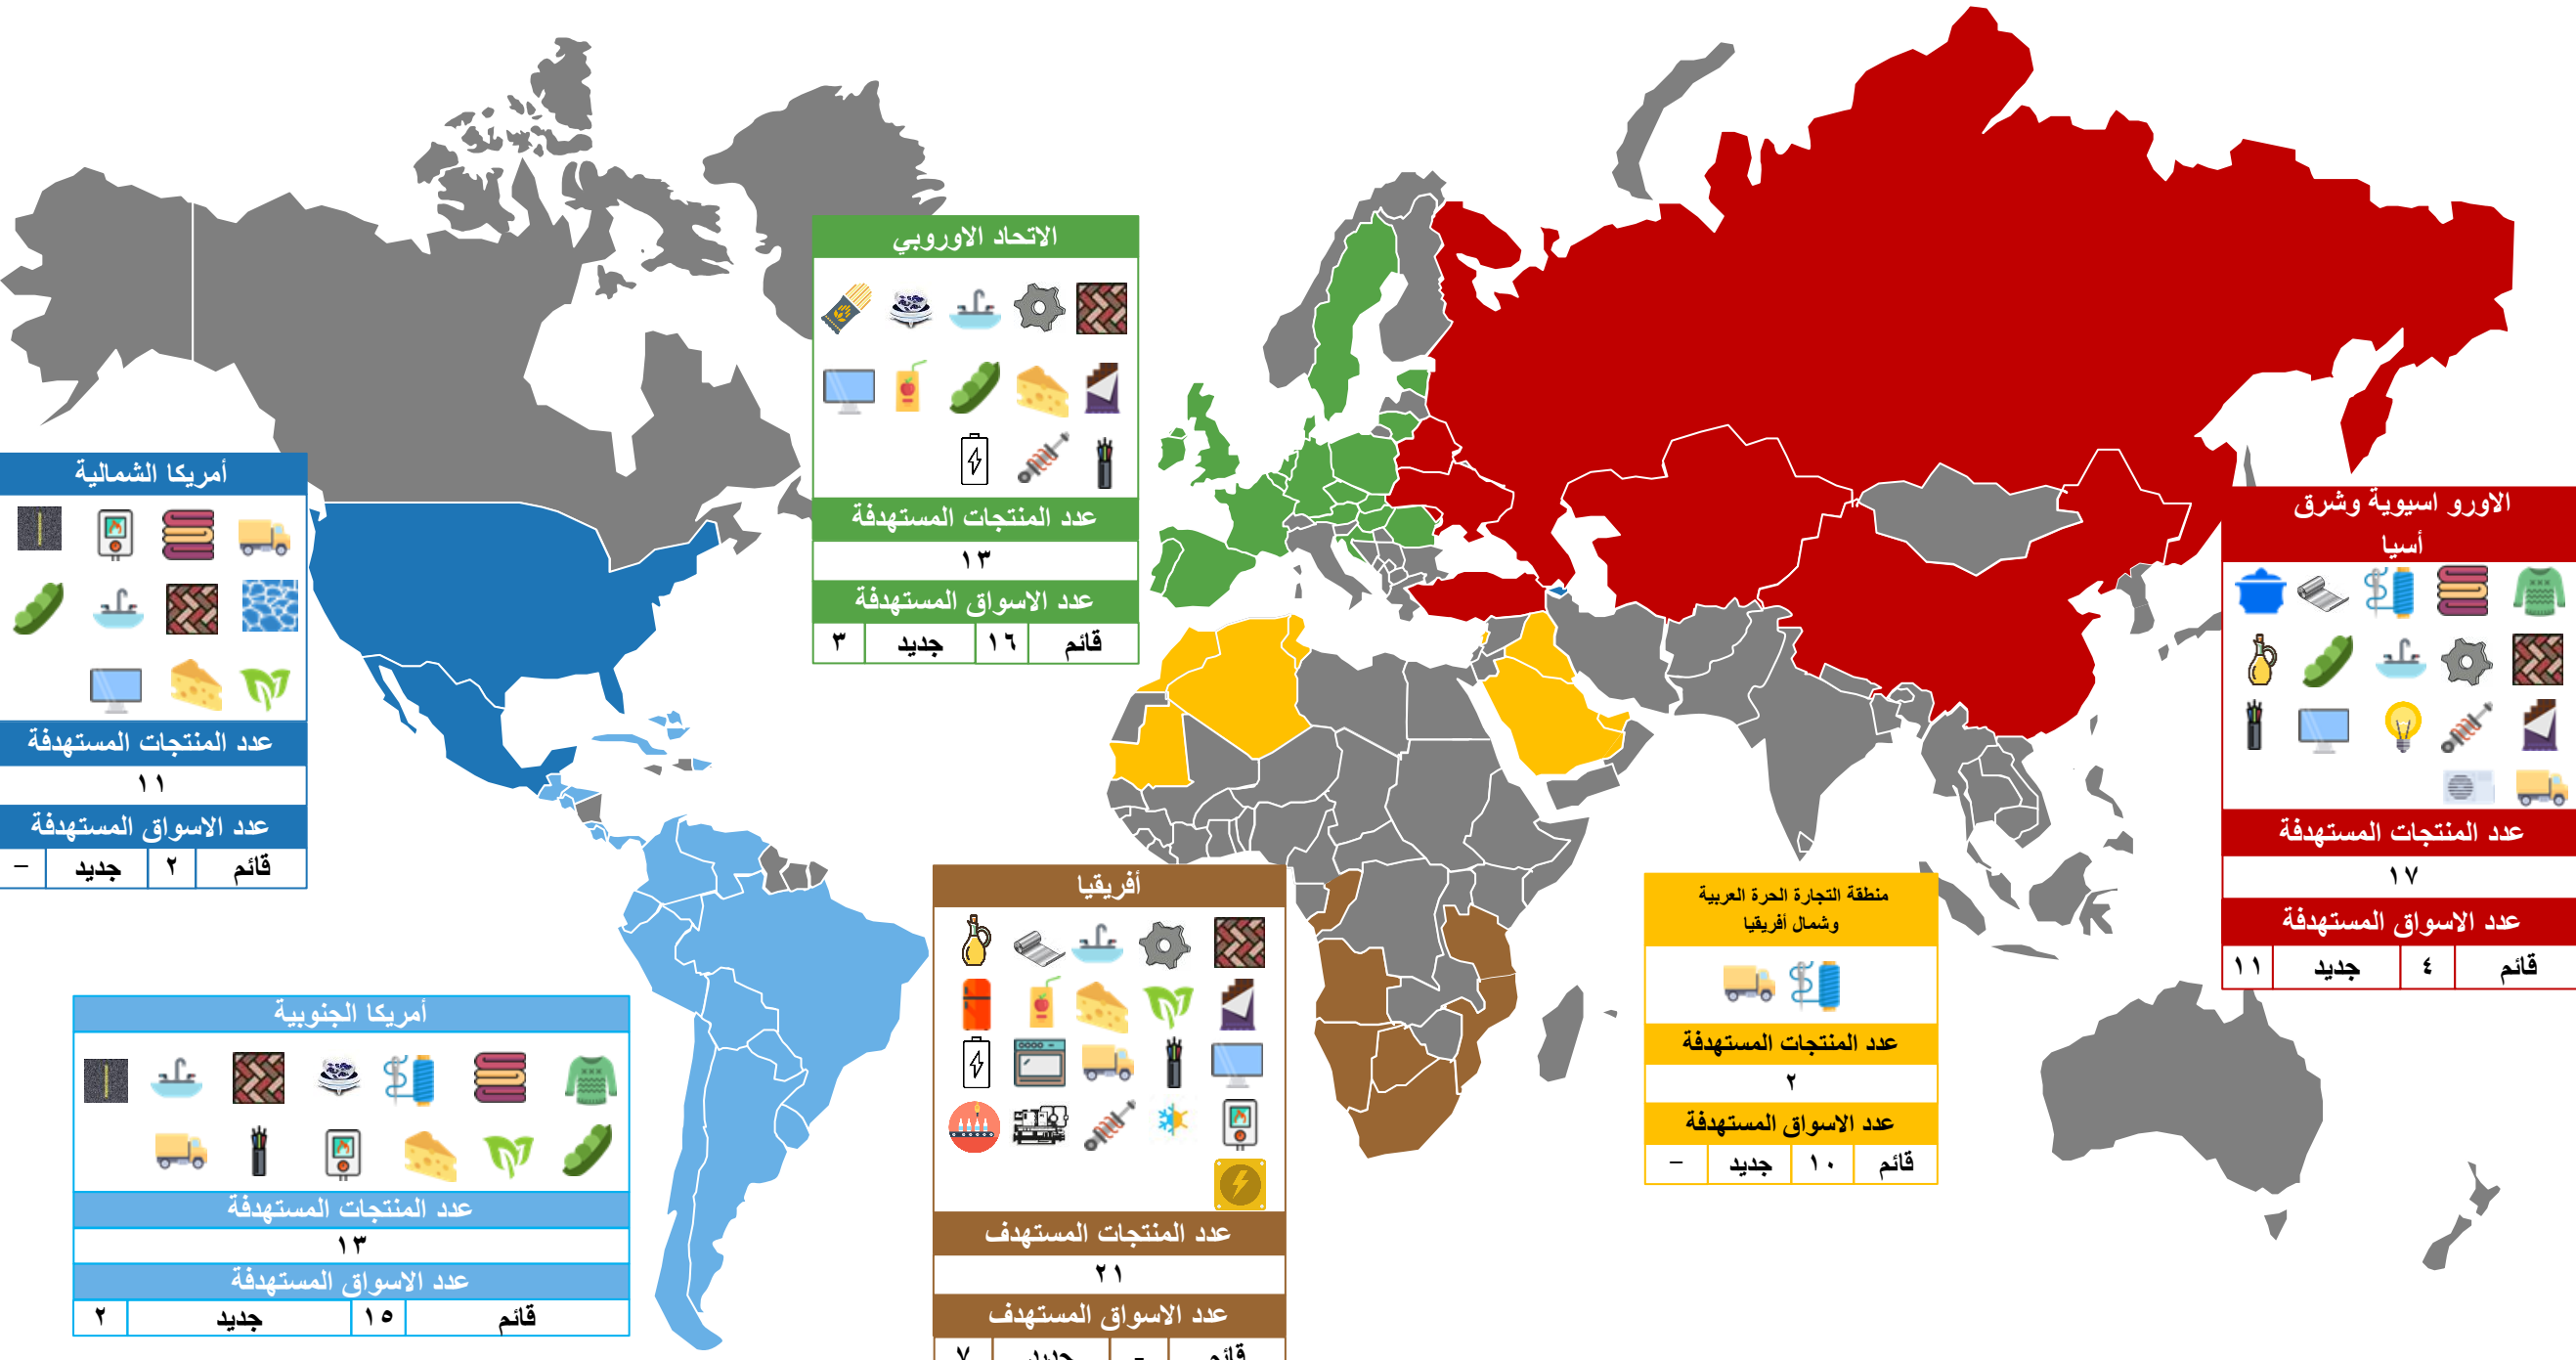 الاتحاد الاوروبي
عدد المنتجات المستهدفة
١٣
عدد الاسواق المستهدفة
قائم ١٦ جديد ٣
أمريكا الشمالية
عدد المنتجات المستهدفة
١١
عدد الاسواق المستهدفة
قائم ٢ جديد –
الاورو اسيوية وشرق
أسيا
عدد المنتجات المستهدفة
١٧
عدد الاسواق المستهدفة
قائم ٤ جديد ١١
أفريقيا
عدد المنتجات المستهدف
٢١
عدد الاسواق المستهدف
قائم - جديد ٧
منطقة التجارة الحرة العربية
وشمال أفريقيا
عدد المنتجات المستهدفة
٢
عدد الاسواق المستهدفة
قائم ١٠ جديد –
أمريكا الجنوبية
عدد المنتجات المستهدفة
١٣
عدد الاسواق المستهدفة
قائم ١٥ جديد ٢